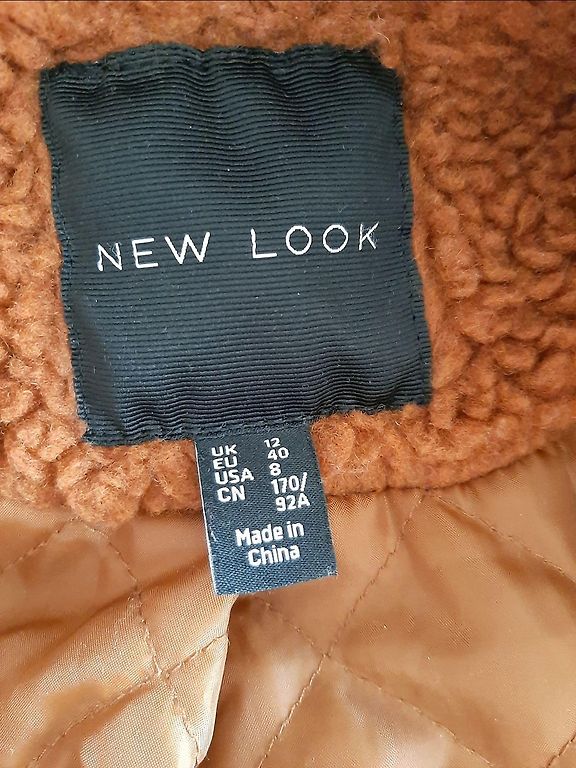 NEW LOOK
UK 12
EU 40
USA 8
CN 170/
92A
Made in
China